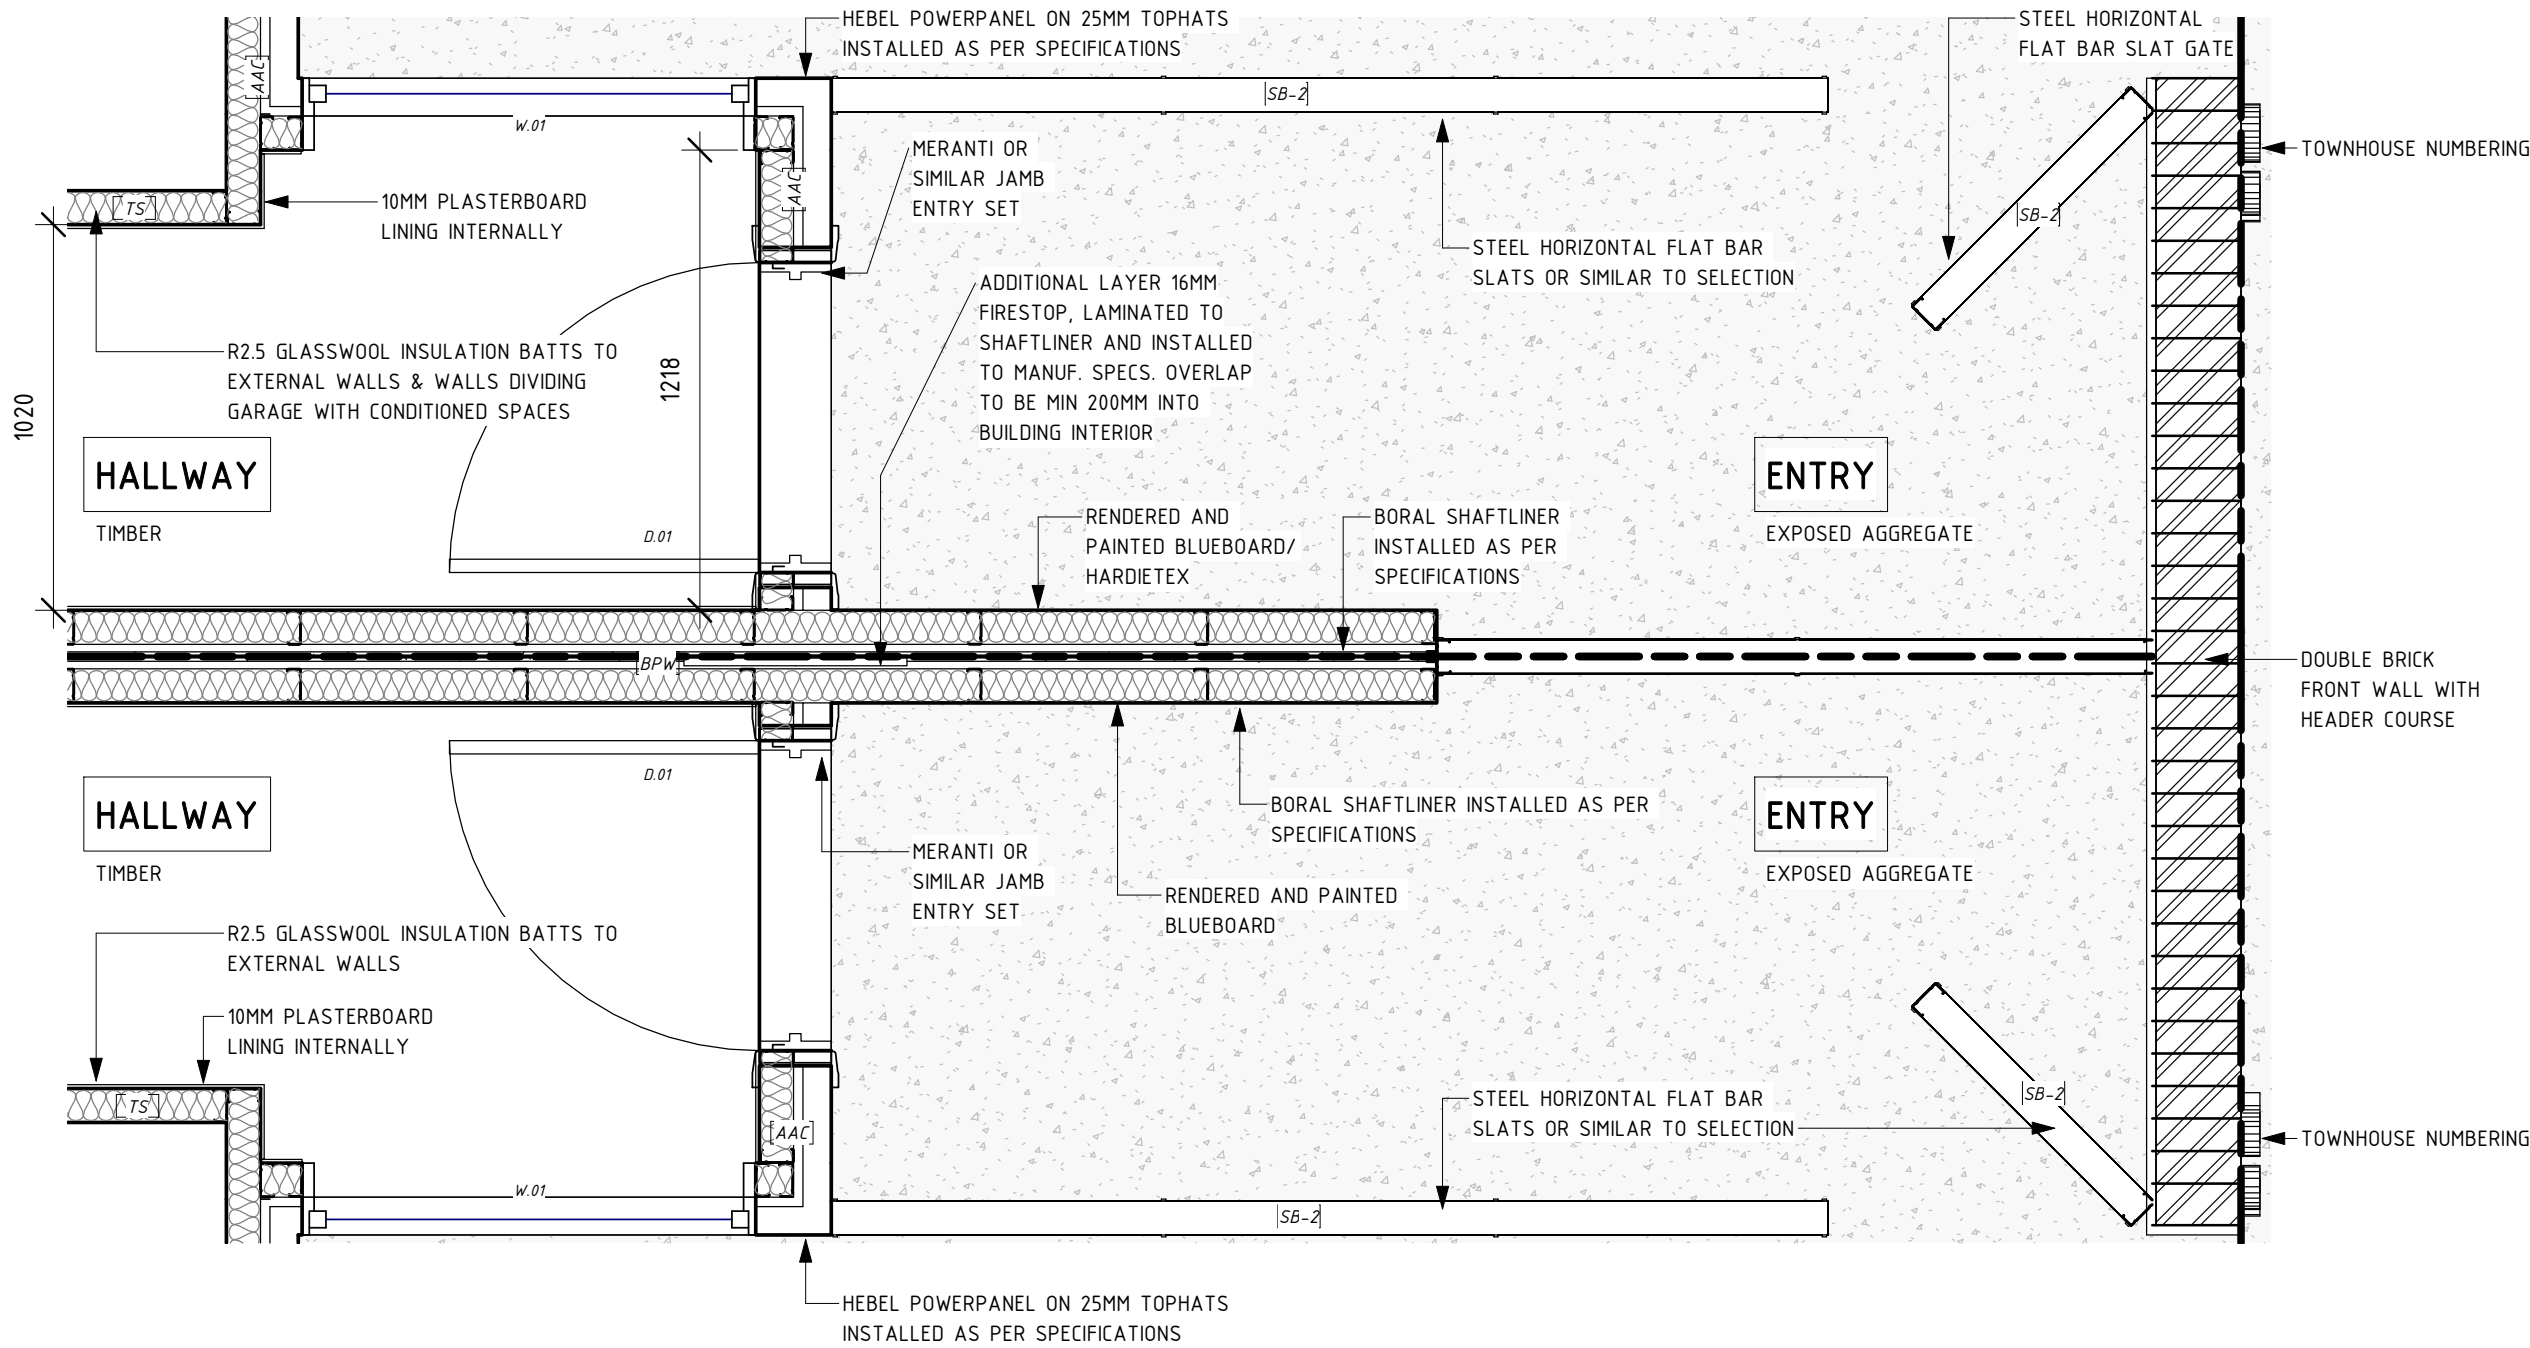 HEBEL POWERPANEL ON 25MM TOPHATS
INSTALLED AS PER SPECIFICATIONS
STEEL HORIZONTAL
FLAT BAR SLAT GATE
AAC
SB-2
W.01
TOWNHOUSE NUMBERING
MERANTI OR
SIMILAR JAMB
ENTRY SET
AAC
TS
10MM PLASTERBOARD
LINING INTERNALLY
SB-2
STEEL HORIZONTAL FLAT BAR
SLATS OR SIMILAR TO SELECTION
ADDITIONAL LAYER 16MM
FIRESTOP, LAMINATED TO
SHAFTLINER AND INSTALLED
TO MANUF. SPECS. OVERLAP
TO BE MIN 200MM INTO
BUILDING INTERIOR
R2.5 GLASSWOOL INSULATION BATTS TO
EXTERNAL WALLS & WALLS DIVIDING
GARAGE WITH CONDITIONED SPACES
1218
1020
HALLWAY
TIMBER
ENTRY
EXPOSED AGGREGATE
D.01
RENDERED AND
PAINTED BLUEBOARD/
HARDIETEX
BORAL SHAFTLINER
INSTALLED AS PER
SPECIFICATIONS
BPW
DOUBLE BRICK
FRONT WALL WITH
HEADER COURSE
D.01
HALLWAY
TIMBER
ENTRY
EXPOSED AGGREGATE
BORAL SHAFTLINER INSTALLED AS PER
SPECIFICATIONS
MERANTI OR
SIMILAR JAMB
ENTRY SET
RENDERED AND PAINTED
BLUEBOARD
R2.5 GLASSWOOL INSULATION BATTS TO
EXTERNAL WALLS
10MM PLASTERBOARD
LINING INTERNALLY
TS
AAC
STEEL HORIZONTAL FLAT BAR
SLATS OR SIMILAR TO SELECTION
SB-2
TOWNHOUSE NUMBERING
W.01
SB-2
HEBEL POWERPANEL ON 25MM TOPHATS
INSTALLED AS PER SPECIFICATIONS